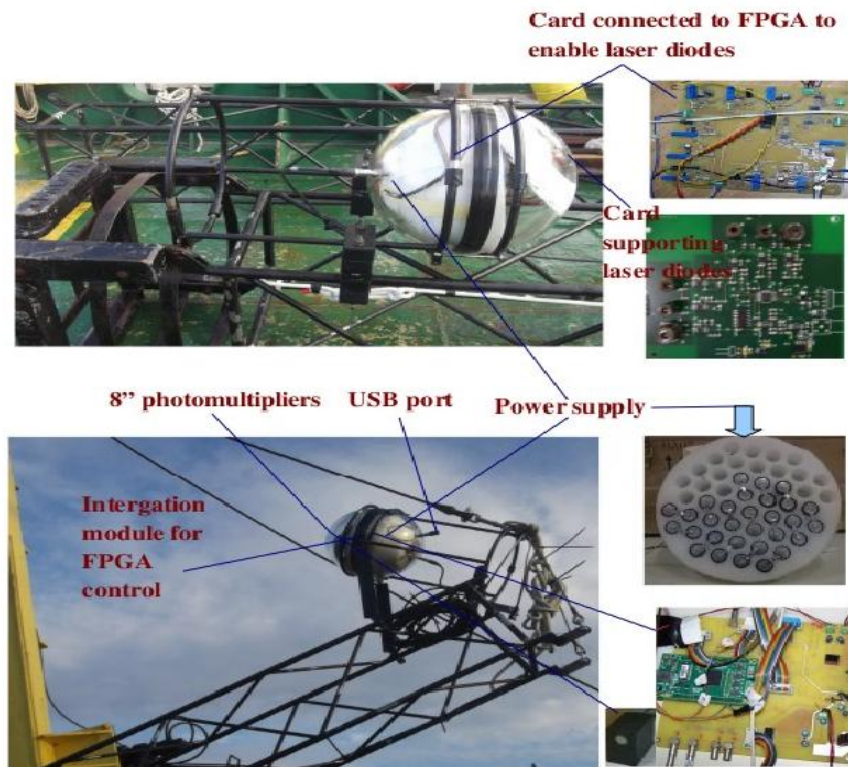 Card connected to FPGA to
enable laser diodes
Card
supporting
laser diodes
8” photomultipliers
USB port
Power supply
Intergation
module for
FPGA
control